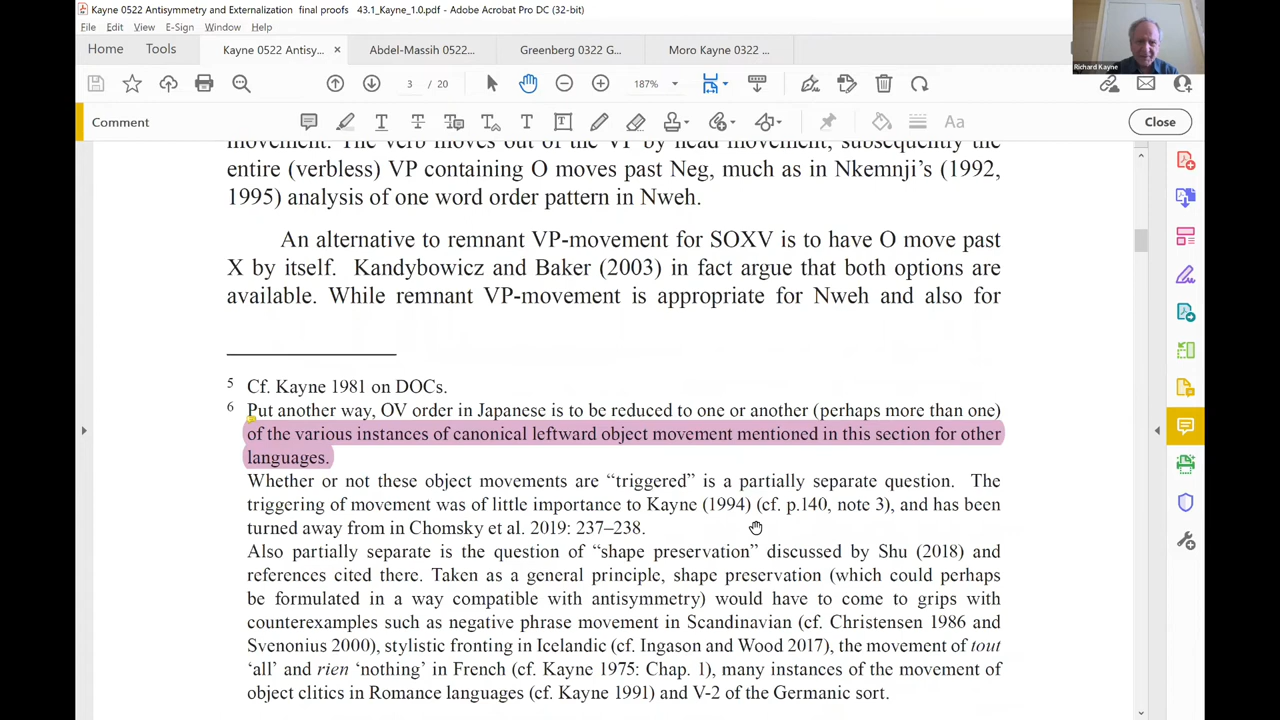 Kayne 0522 Antisymmetry and Externalization final proofs 43.1_Kayne_1.0.pdf - Adobe Acrobat Pro DC (32-bit)
File Edit View E-Sign Window Help
Home Tools Kayne 0522 Antisy... × Abdel-Massih 0522... Greenberg 0322 G... Moro Kayne 0322 ...
Richard Kayne
187%
Comment
Close
movement. The verb moves out of the VP by head movement, subsequently the
entire (verbless) VP containing O moves past Neg, much as in Nkemnji's (1992,
1995) analysis of one word order pattern in Nweh.
An alternative to remnant VP-movement for SOXV is to have O move past
X by itself. Kandybowicz and Baker (2003) in fact argue that both options are
available. While remnant VP-movement is appropriate for Nweh and also for
5 Cf. Kayne 1981 on DOCs.
6 Put another way, OV order in Japanese is to be reduced to one or another (perhaps more than one)
of the various instances of canonical leftward object movement mentioned in this section for other
languages.
Whether or not these object movements are “triggered” is a partially separate question. The
triggering of movement was of little importance to Kayne (1994) (cf. p.140, note 3), and has been
turned away from in Chomsky et al. 2019: 237–238.
Also partially separate is the question of “shape preservation” discussed by Shu (2018) and
references cited there. Taken as a general principle, shape preservation (which could perhaps
be formulated in a way compatible with antisymmetry) would have to come to grips with
counterexamples such as negative phrase movement in Scandinavian (cf. Christensen 1986 and
Svenonius 2000), stylistic fronting in Icelandic (cf. Ingason and Wood 2017), the movement of tout
‘all’ and rien ‘nothing’ in French (cf. Kayne 1975: Chap. 1), many instances of the movement of
object clitics in Romance languages (cf. Kayne 1991) and V-2 of the Germanic sort.